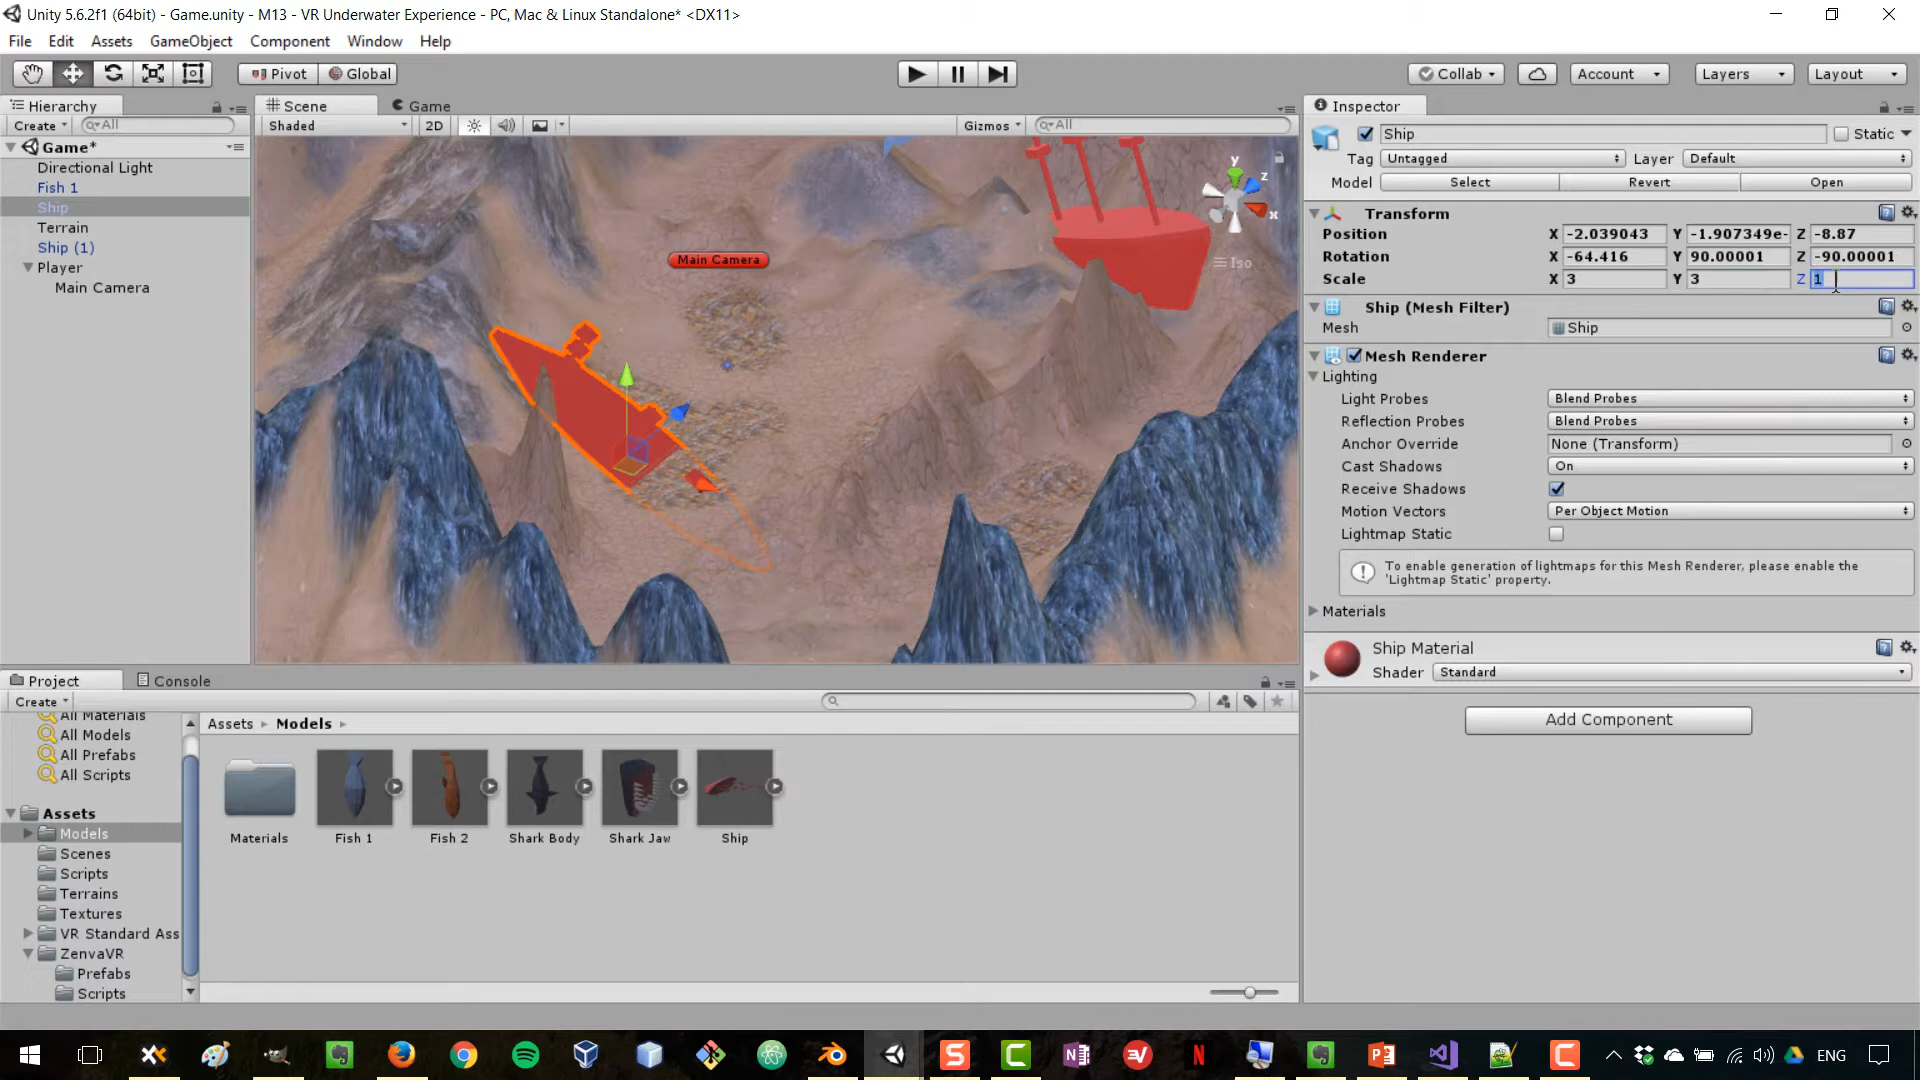 Unity 5.6.2f1 (64bit) - Game.unity - M13 - VR Underwater Experience - PC, Mac & Linux Standalone* <DX11>
File Edit Assets GameObject Component Window Help
Pivot Global Collab Account Layers Layout
Hierarchy
Create All
Game*
Directional Light
Fish 1
Ship
Terrain
Ship (1)
Player
Main Camera
Scene Game
Shaded 2D Gizmos All
Main Camera
y
z
x
Iso
Inspector
Ship Static
Tag Untagged Layer Default
Model Select Revert Open
Transform
Position X -2.039043 Y -1.907349e- Z -8.87
Rotation X -64.416 Y 90.00001 Z -90.00001
Scale X 3 Y 3 Z 1
Ship (Mesh Filter)
Mesh Ship
Mesh Renderer
Lighting
Light Probes Blend Probes
Reflection Probes Blend Probes
Anchor Override None (Transform)
Cast Shadows On
Receive Shadows
Motion Vectors Per Object Motion
Lightmap Static
To enable generation of lightmaps for this Mesh Renderer, please enable the
'Lightmap Static' property.
Materials
Ship Material
Shader Standard
Add Component
Project Console
Create
All Materials
All Models
All Prefabs
All Scripts
Assets
Models
Scenes
Scripts
Terrains
Textures
VR Standard Ass
ZenvaVR
Prefabs
Scripts
Assets Models
Materials Fish 1 Fish 2 Shark Body Shark Jaw Ship
ENG